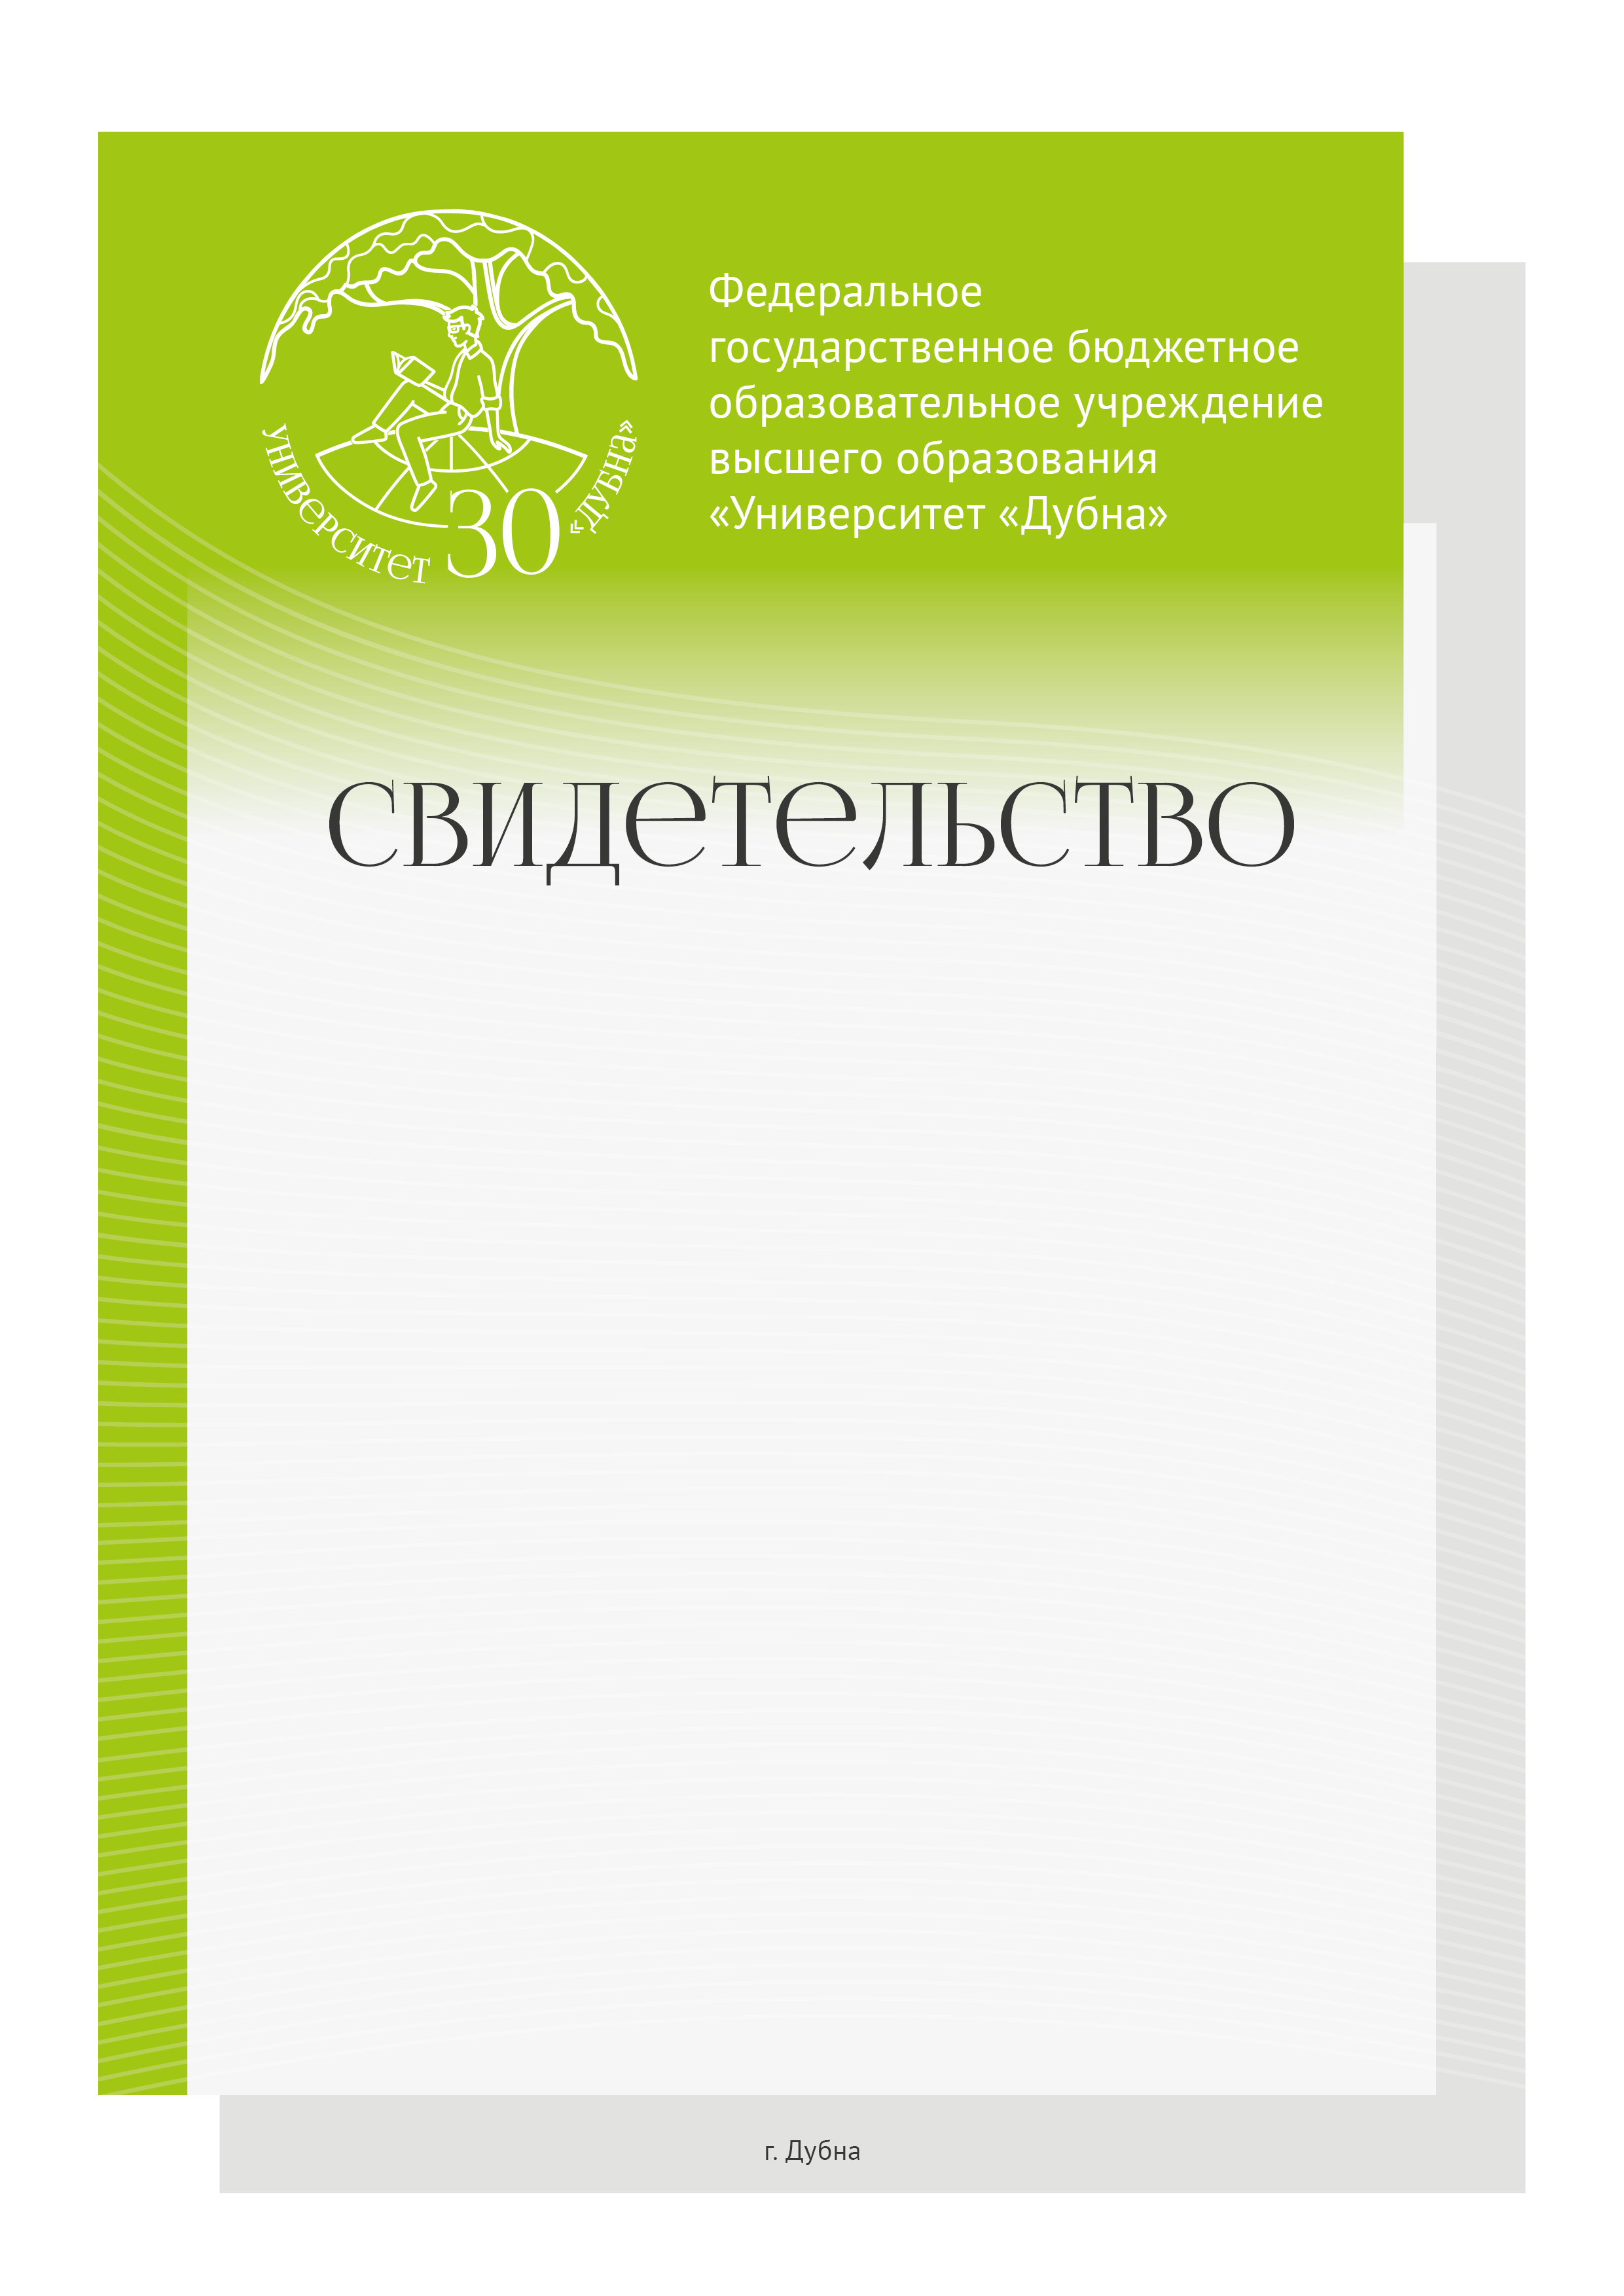 университет 30 «Дубна»
Федеральное
государственное бюджетное
образовательное учреждение
высшего образования
«Университет «Дубна»
свидетельство
г. Дубна